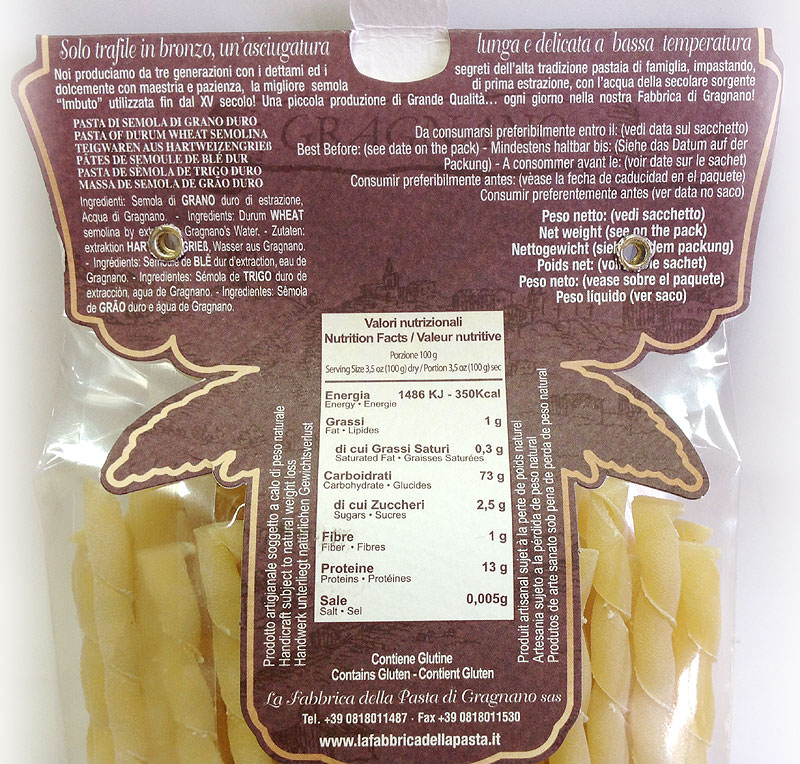 Solo trafile in bronzo, un'asciugatura lunga e delicata a bassa temperatura
Noi produciamo da tre generazioni con i dettami ed i segreti dell'alta tradizione pastaia di famiglia, impastando,
dolcemente con maestria e pazienza, la migliore semola di prima estrazione, con l'acqua della secolare sorgente
"Imbuto" utilizzata fin dal XV secolo! Una piccola produzione di Grande Qualità... ogni giorno nella nostra Fabbrica di Gragnano!
GRAGNANO
PASTA DI SEMOLA DI GRANO DURO
PASTA OF DURUM WHEAT SEMOLINA
TEIGWAREN AUS HARTWEIZENGRIEß
PÂTES DE SEMOULE DE BLÉ DUR
PASTA DE SÈMOLA DE TRIGO DURO
MASSA DE SEMOLA DE GRÃO DURO
Ingredienti: Semola di GRANO duro di estrazione,
Acqua di Gragnano. - Ingredients: Durum WHEAT
semolina by Gragnano's Water. - Zutaten:
extraktion GRIEß, Wasser aus Gragnano.
- Ingrédients: Semoule de BLÉ dur d'extraction, eau de
Gragnano. - Ingredientes: Sémola de TRIGO duro de
extracción, agua de Gragnano. - Ingredientes: Sêmola
de GRÃO duro e água de Gragnano.
Da consumarsi preferibilmente entro il: (vedi data sul sacchetto)
Best Before: (see date on the pack) - Mindestens haltbar bis: (Siehe das Datum auf der
Packung) - A consommer avant le: (voir date sur le sachet)
Consumir preferibilmente antes: (vèase la fecha de caducidad en el paquete)
Consumir preferentemente antes (ver data no saco)
Peso netto: (vedi sacchetto)
Net weight (see on the pack)
Nettogewicht dem packung)
Poids net: sachet)
Peso neto: (vease sobre el paquete)
Peso líquido (ver saco)
Valori nutrizionali
Nutrition Facts / Valeur nutritive
Porzione 100 g
Serving Size 3,5 oz (100 g) dry / Portion 3,5 oz (100 g) sec
Energia 1486 KJ - 350Kcal
Energy • Energie
Grassi 1 g
Fat • Lipides
di cui Grassi Saturi 0,3 g
Saturated Fat • Graisses Saturées
Carboidrati 73 g
Carbohydrate • Glucides
di cui Zuccheri 2,5 g
Sugars • Sucres
Fibre 1 g
Fiber • Fibres
Proteine 13 g
Proteins • Protéines
Sale 0,005g
Salt • Sel
Prodotto artigianale soggetto a calo di peso naturale
Handicraft subject to natural weight loss
Handwerk unterliegt natürlichen Gewichtsverlust
Produit artisanal sujet à la perte de poids naturel
Artesania sujeto a la pérdida de peso natural
Produtos de arte sanato sob pena de perda de peso natural
Contiene Glutine
Contains Gluten - Contient Gluten
La Fabbrica della Pasta di Gragnano sas
Tel. +39 0818011487 · Fax +39 0818011530
www.lafabbricadellapasta.it